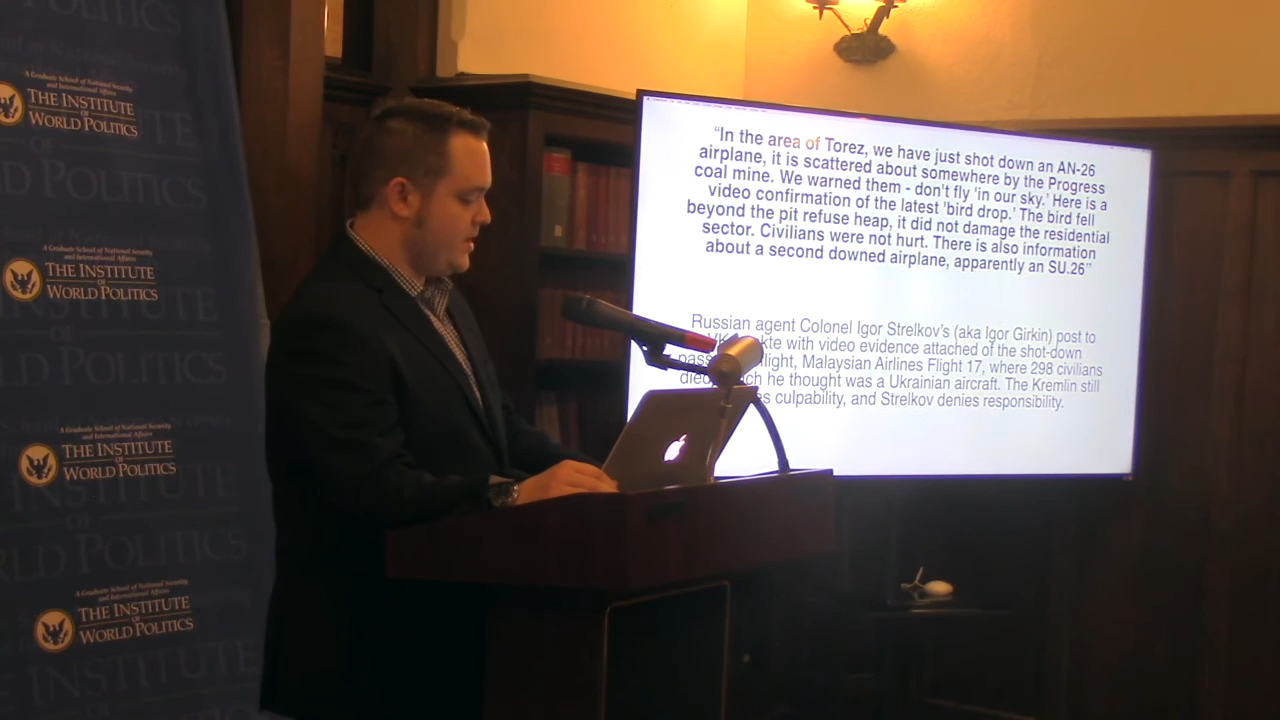 POLITICS
A Graduate School of National Security
and International Affairs
THE INSTITUTE
OF
WORLD POLITICS
A Graduate School of National Security
and International Affairs
THE INSTITUTE
OF
WORLD POLITICS
A Graduate School of National Security
and International Affairs
THE INSTITUTE
OF
WORLD POLITICS
A Graduate School of National Security
and International Affairs
THE INSTITUTE
OF
WORLD POLITICS
“In the area of Torez, we have just shot down an AN-26
airplane, it is scattered about somewhere by the Progress
coal mine. We warned them - don't fly 'in our sky.' Here is a
video confirmation of the latest 'bird drop.' The bird fell
beyond the pit refuse heap, it did not damage the residential
sector. Civilians were not hurt. There is also information
about a second downed airplane, apparently an SU.26”
Russian agent Colonel Igor Strelkov's (aka Igor Girkin) post to
with video evidence attached of the shot-down
Malaysian Airlines Flight 17, where 298 civilians
he thought was a Ukrainian aircraft. The Kremlin still
culpability, and Strelkov denies responsibility.